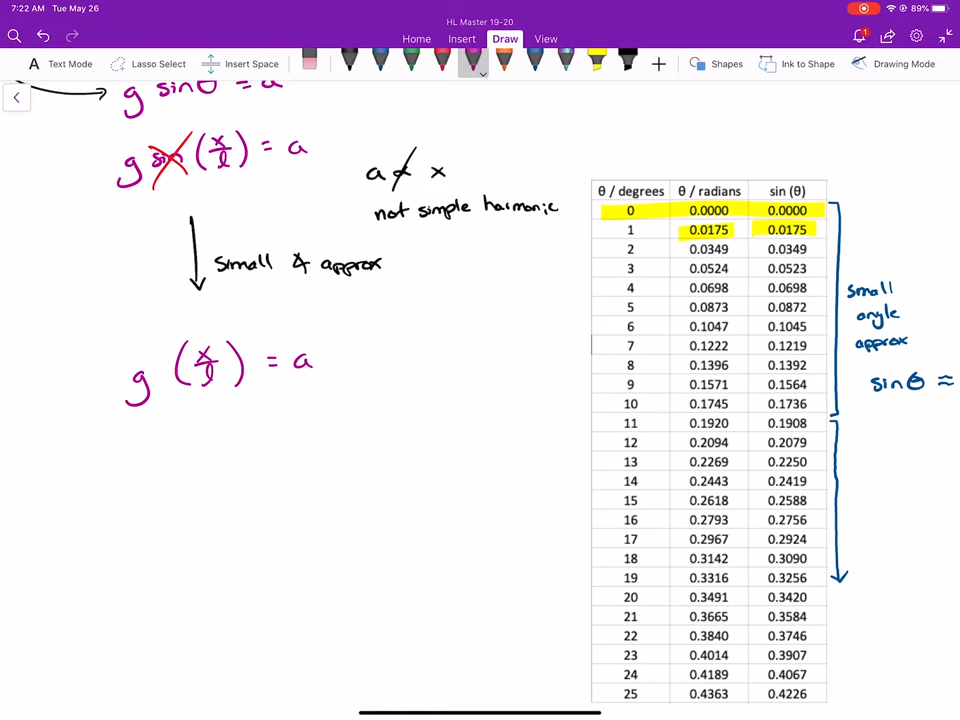 7:22 AM Tue May 26
89%
HL Master 19-20
Home Insert Draw View
1
A Text Mode Lasso Select Insert Space Shapes Ink to Shape Drawing Mode
g sinθ = a
g sin (x/l) = a
a ∝̸ x
not simple harmonic
small ∡ approx
g (x/l) = a
θ / degrees θ / radians sin (θ)
0 0.0000 0.0000
1 0.0175 0.0175
2 0.0349 0.0349
3 0.0524 0.0523
4 0.0698 0.0698
5 0.0873 0.0872
6 0.1047 0.1045
7 0.1222 0.1219
8 0.1396 0.1392
9 0.1571 0.1564
10 0.1745 0.1736
11 0.1920 0.1908
12 0.2094 0.2079
13 0.2269 0.2250
14 0.2443 0.2419
15 0.2618 0.2588
16 0.2793 0.2756
17 0.2967 0.2924
18 0.3142 0.3090
19 0.3316 0.3256
20 0.3491 0.3420
21 0.3665 0.3584
22 0.3840 0.3746
23 0.4014 0.3907
24 0.4189 0.4067
25 0.4363 0.4226
small
angle
approx
sinθ ≈